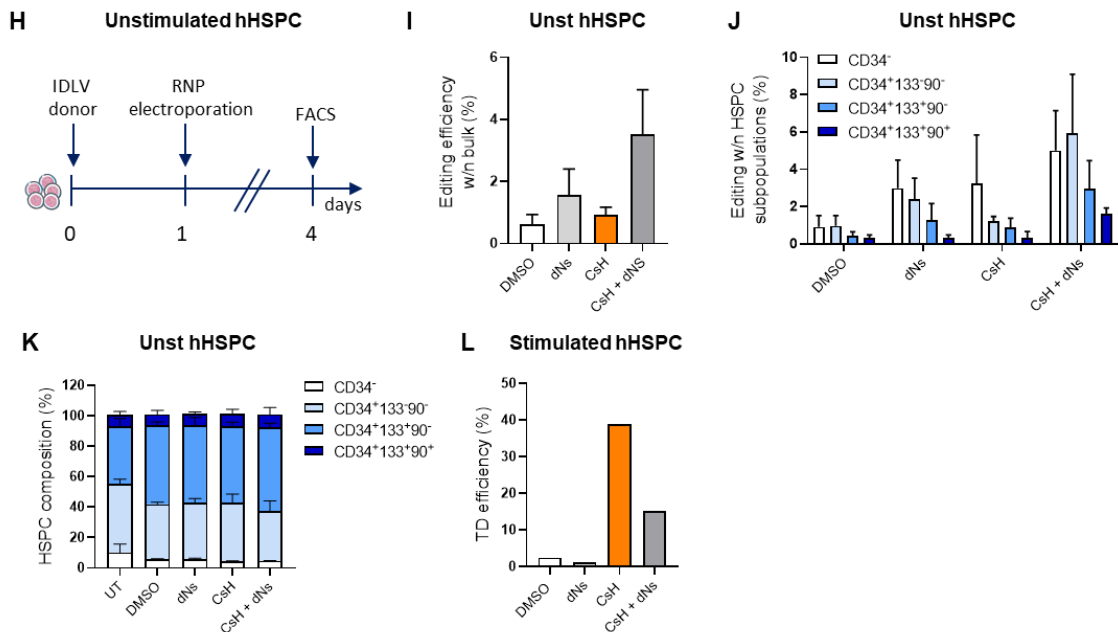 H
Unstimulated hHSPC
IDLV
donor
RNP
electroporation
FACS
days
0
1
4
I
Unst hHSPC
Editing efficiency
w/n bulk (%)
6
4
2
0
DMSO
dNs
CsH
CsH + dNS
J
Unst hHSPC
Editing w/n HSPC
subpopulations (%)
10
8
6
4
2
0
CD34⁻
CD34⁺133⁻90⁻
CD34⁺133⁺90⁻
CD34⁺133⁺90⁺
DMSO
dNs
CsH
CsH + dNs
K
Unst hHSPC
HSPC composition (%)
120
100
80
60
40
20
0
CD34⁻
CD34⁺133⁻90⁻
CD34⁺133⁺90⁻
CD34⁺133⁺90⁺
UT
DMSO
dNs
CsH
CsH + dNs
L
Stimulated hHSPC
TD efficiency (%)
50
40
30
20
10
0
DMSO
dNs
CsH
CsH + dNs